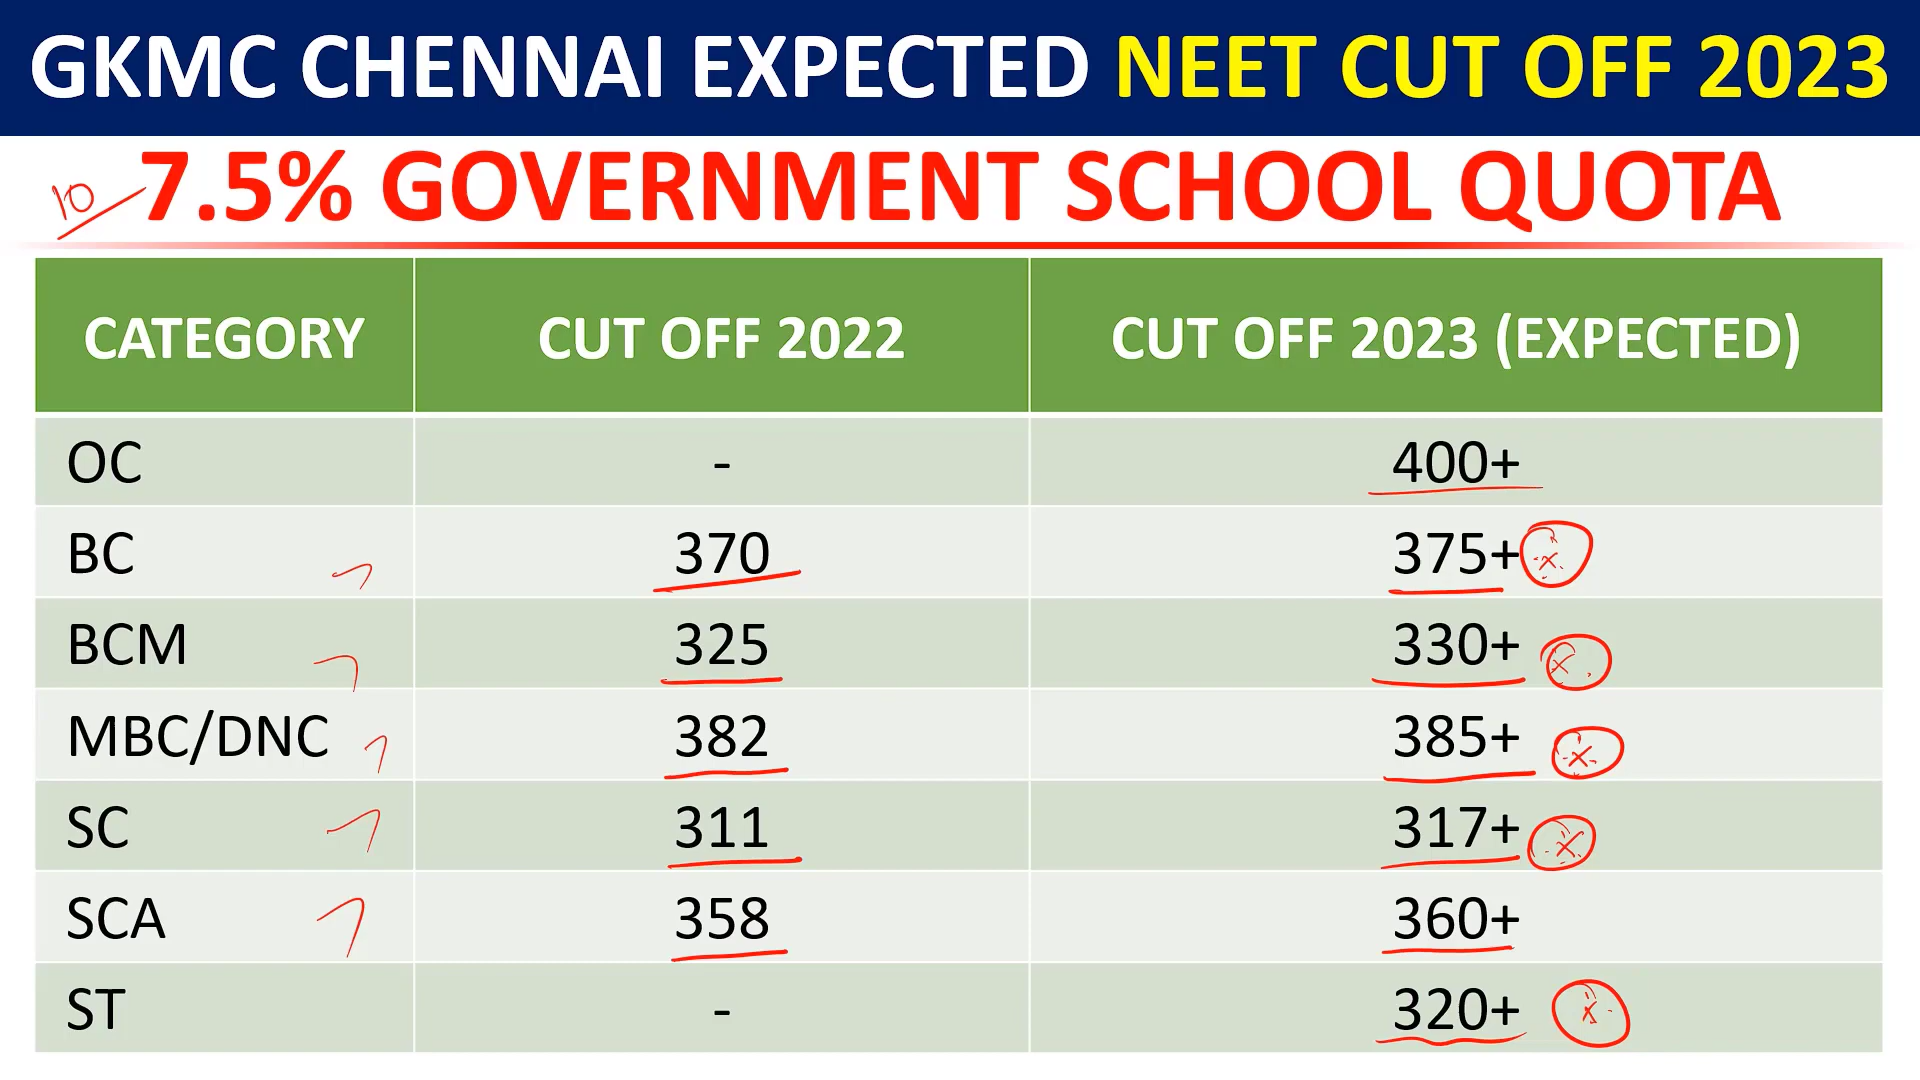 GKMC CHENNAI EXPECTED NEET CUT OFF 2023
10 7.5% GOVERNMENT SCHOOL QUOTA
CATEGORY CUT OFF 2022 CUT OFF 2023 (EXPECTED)
OC - 400+
BC 370 375+
BCM 325 330+
MBC/DNC 382 385+
SC 311 317+
SCA 358 360+
ST - 320+